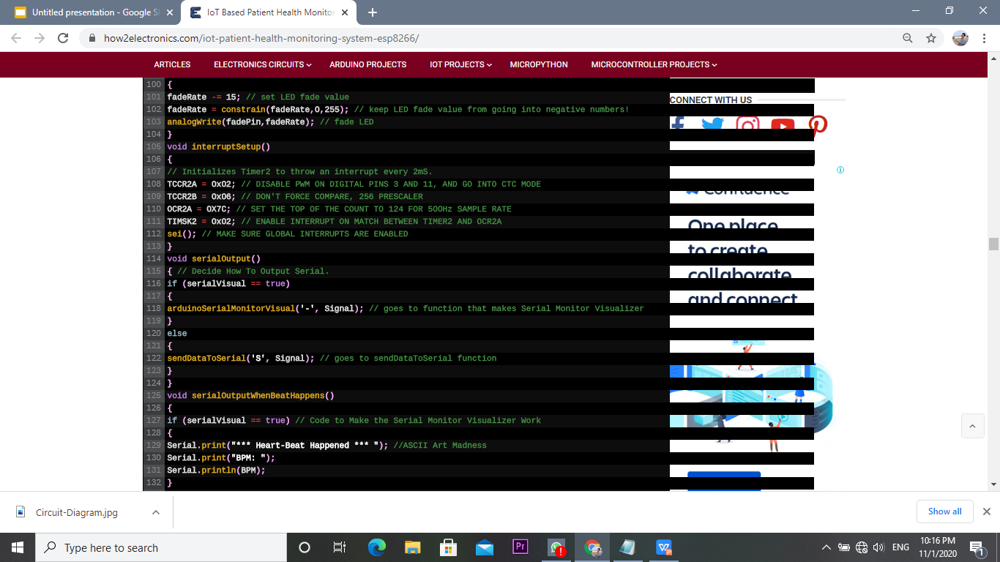 Untitled presentation - Google Sl
IoT Based Patient Health Monitor
how2electronics.com/iot-patient-health-monitoring-system-esp8266/
ARTICLES ELECTRONICS CIRCUITS ARDUINO PROJECTS IOT PROJECTS MICROPYTHON MICROCONTROLLER PROJECTS
100 {
101 fadeRate -= 15; // set LED fade value
102 fadeRate = constrain(fadeRate,0,255); // keep LED fade value from going into negative numbers!
103 analogWrite(fadePin,fadeRate); // fade LED
104 }
105 void interruptSetup()
106 {
107 // Initializes Timer2 to throw an interrupt every 2mS.
108 TCCR2A = 0x02; // DISABLE PWM ON DIGITAL PINS 3 AND 11, AND GO INTO CTC MODE
109 TCCR2B = 0x06; // DON'T FORCE COMPARE, 256 PRESCALER
110 OCR2A = 0X7C; // SET THE TOP OF THE COUNT TO 124 FOR 500Hz SAMPLE RATE
111 TIMSK2 = 0x02; // ENABLE INTERRUPT ON MATCH BETWEEN TIMER2 AND OCR2A
112 sei(); // MAKE SURE GLOBAL INTERRUPTS ARE ENABLED
113 }
114 void serialOutput()
115 { // Decide How To Output Serial.
116 if (serialVisual == true)
117 {
118 arduinoSerialMonitorVisual('-', Signal); // goes to function that makes Serial Monitor Visualizer
119 }
120 else
121 {
122 sendDataToSerial('S', Signal); // goes to sendDataToSerial function
123 }
124 }
125 void serialOutputWhenBeatHappens()
126 {
127 if (serialVisual == true) // Code to Make the Serial Monitor Visualizer Work
128 {
129 Serial.print("*** Heart-Beat Happened *** "); //ASCII Art Madness
130 Serial.print("BPM: ");
131 Serial.println(BPM);
132 }
CONNECT WITH US
Confluence
One place
to create
collaborate
and connect
Circuit-Diagram.jpg
Show all
Type here to search
Pr
ENG
10:16 PM
11/1/2020
1